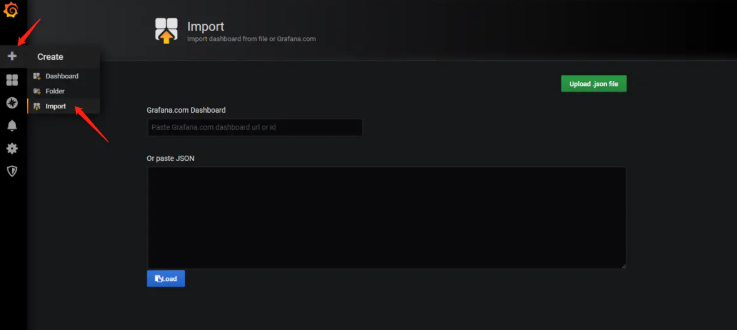 Import
Import dashboard from file or Grafana.com
Create
Dashboard
Folder
Import
Upload .json file
Grafana.com Dashboard
Paste Grafana.com dashboard url or id
Or paste JSON
Load